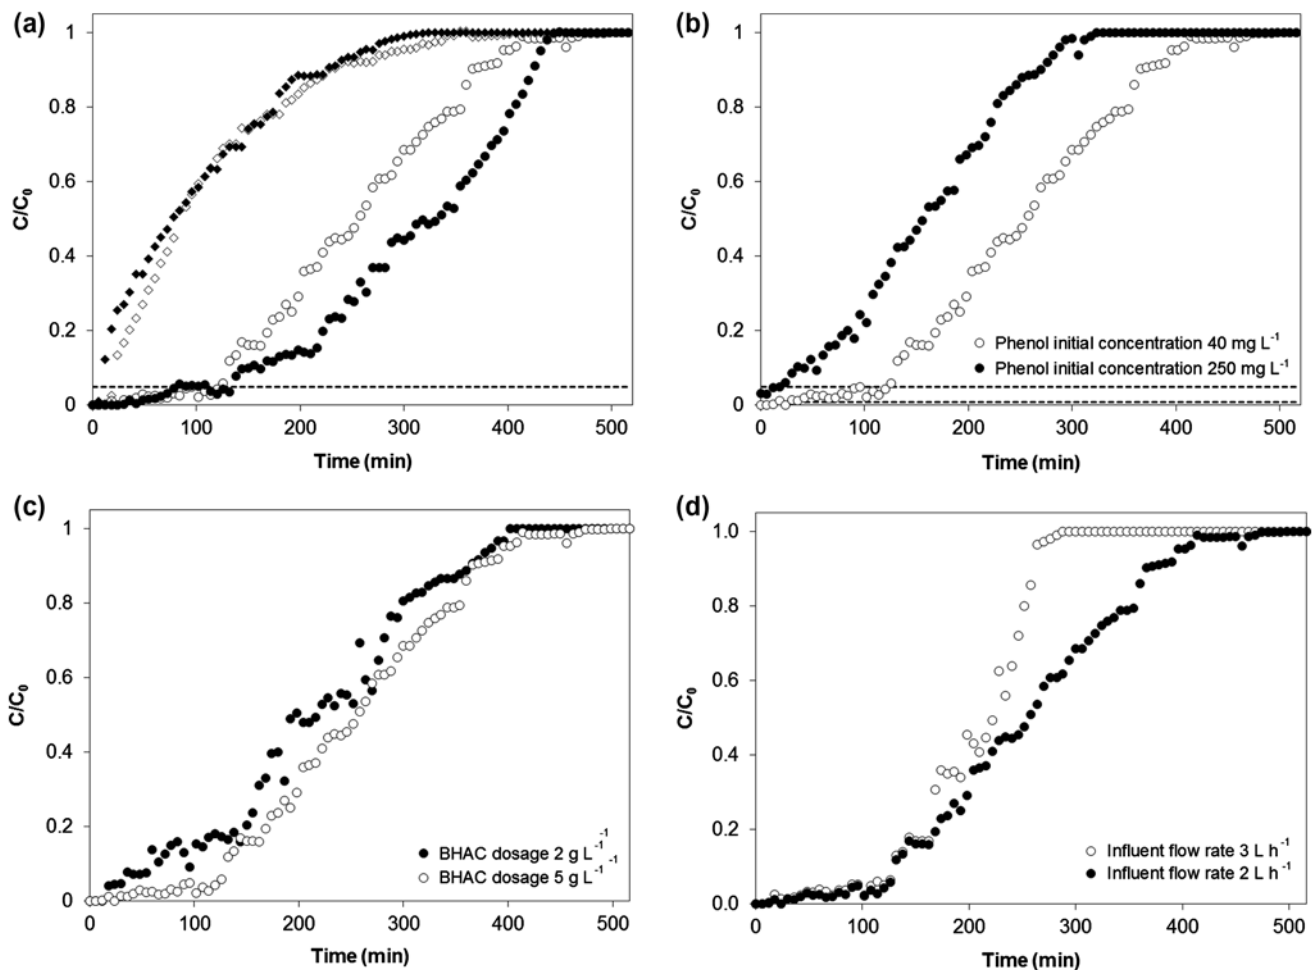 (a)
1
0.8
0.6
0.4
0.2
0
C/C0
0 100 200 300 400 500
Time (min)
(b)
1
0.8
0.6
0.4
0.2
0
C/C0
Phenol initial concentration 40 mg L-1
Phenol initial concentration 250 mg L-1
0 100 200 300 400 500
Time (min)
(c)
1
0.8
0.6
0.4
0.2
0
C/C0
BHAC dosage 2 g L-1
BHAC dosage 5 g L-1
0 100 200 300 400 500
Time (min)
(d)
1.0
0.8
0.6
0.4
0.2
0.0
C/C0
Influent flow rate 3 L h-1
Influent flow rate 2 L h-1
0 100 200 300 400 500
Time (min)